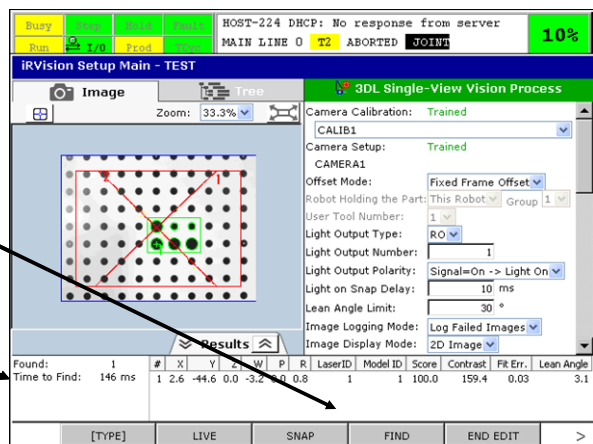 Busy Step Hold Fault HOST-224 DHCP: No response from server
Run I/O Prod TCyc MAIN LINE 0 T2 ABORTED JOINT 10%
iRVision Setup Main - TEST
Image Tree 3DL Single-View Vision Process
Zoom: 33.3%
Camera Calibration: Trained
CALIB1
Camera Setup: Trained
CAMERA1
Offset Mode: Fixed Frame Offset
Robot Holding the Part: This Robot Group 1
User Tool Number: 1
Light Output Type: RO
Light Output Number: 1
Light Output Polarity: Signal=On -> Light On
Light on Snap Delay: 10 ms
Lean Angle Limit: 30 °
Image Logging Mode: Log Failed Images
Image Display Mode: 2D Image
2 1
Results
Found: 1
Time to Find: 146 ms
# X Y Z W P R LaserID Model ID Score Contrast Fit Err. Lean Angle
1 2.6 -44.6 0.0 -3.2 0.0 0.8 1 1 100.0 159.4 0.03 3.1
[TYPE] LIVE SNAP FIND END EDIT >